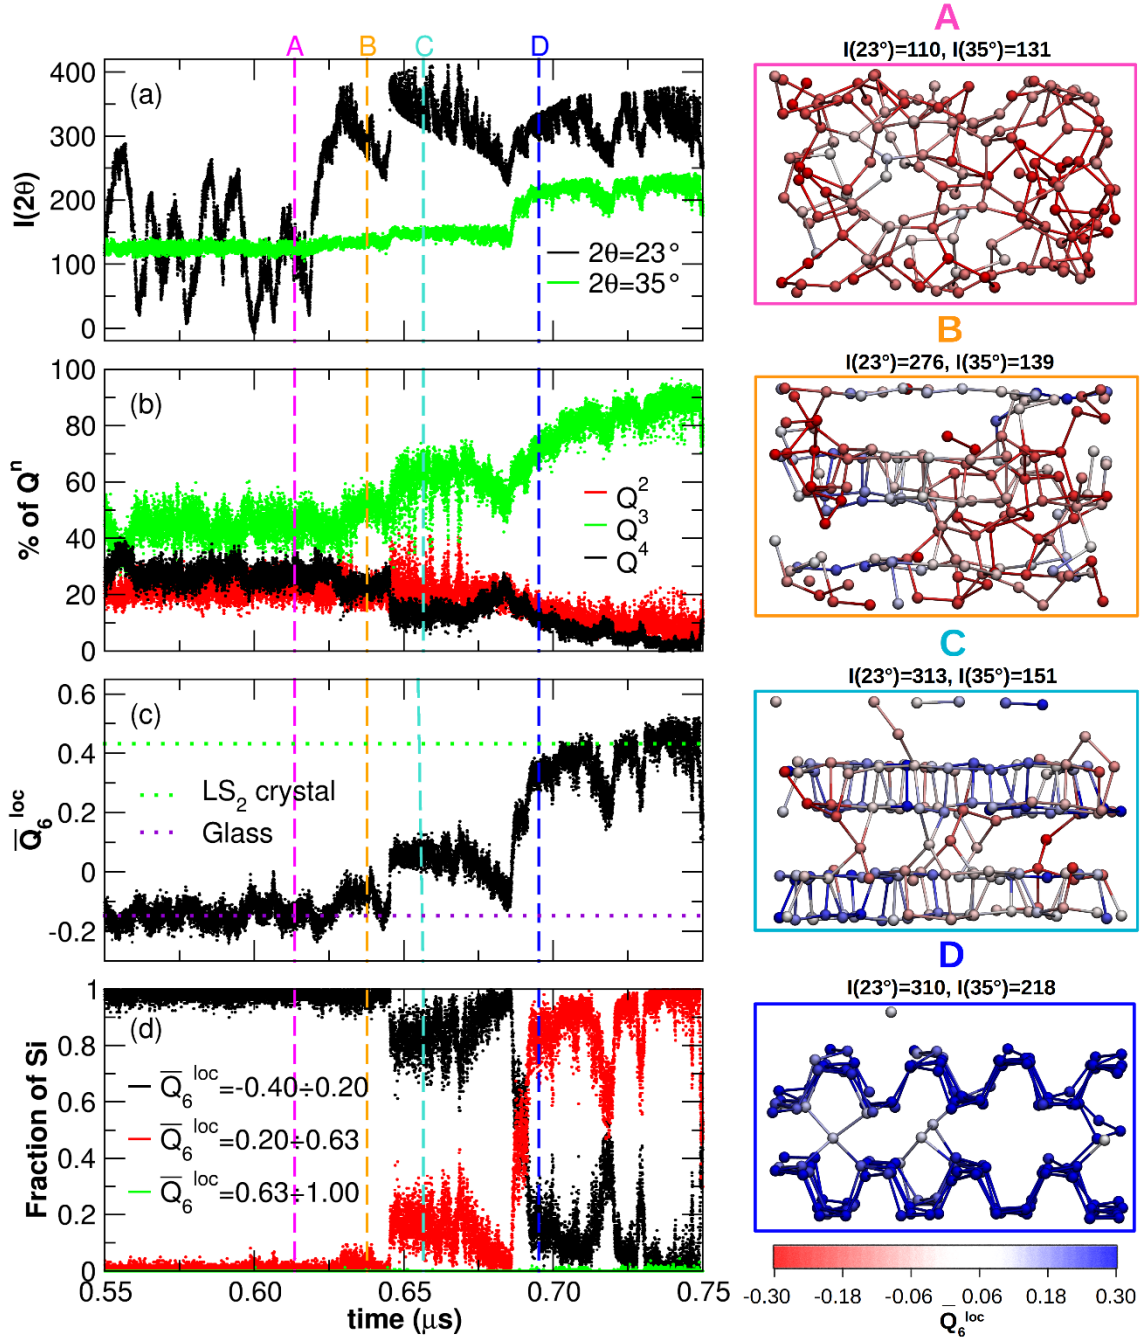 A B C D
(a)
I(2θ)
400
300
200
100
0
2θ=23°
2θ=35°
(b)
% of Qⁿ
100
80
60
40
20
0
Q²
Q³
Q⁴
(c)
Q̅₆ˡᵒᶜ
0.6
0.4
0.2
0
-0.2
LS₂ crystal
Glass
(d)
Fraction of Si
1
0.8
0.6
0.4
0.2
0
Q̅₆ˡᵒᶜ=-0.40÷0.20
Q̅₆ˡᵒᶜ=0.20÷0.63
Q̅₆ˡᵒᶜ=0.63÷1.00
0.55 0.60 0.65 0.70 0.75
time (μs)
A
I(23°)=110, I(35°)=131
B
I(23°)=276, I(35°)=139
C
I(23°)=313, I(35°)=151
D
I(23°)=310, I(35°)=218
-0.30 -0.18 -0.06 0.06 0.18 0.30
Q̅₆ˡᵒᶜ